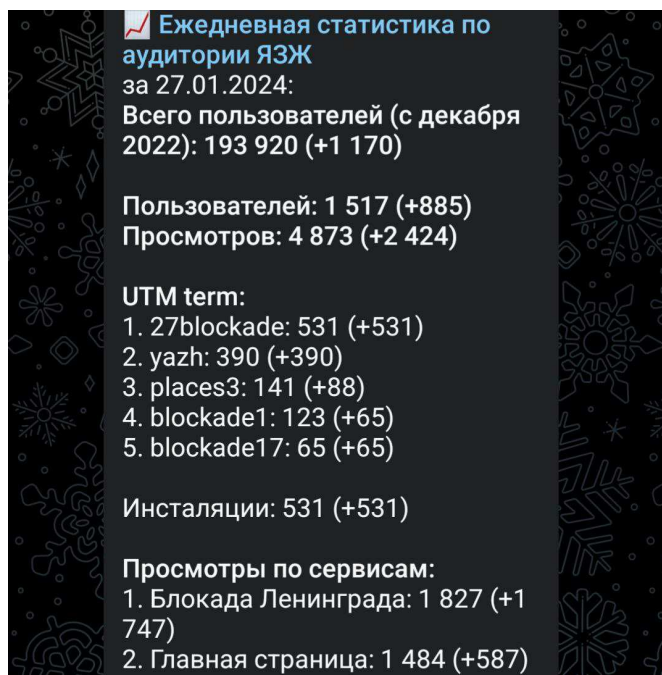 📈 Ежедневная статистика по
аудитории ЯЗЖ
за 27.01.2024:
Всего пользователей (с декабря
2022): 193 920 (+1 170)
Пользователей: 1 517 (+885)
Просмотров: 4 873 (+2 424)
UTM term:
1. 27blockade: 531 (+531)
2. yazh: 390 (+390)
3. places3: 141 (+88)
4. blockade1: 123 (+65)
5. blockade17: 65 (+65)
Инсталяции: 531 (+531)
Просмотры по сервисам:
1. Блокада Ленинграда: 1 827 (+1
747)
2. Главная страница: 1 484 (+587)